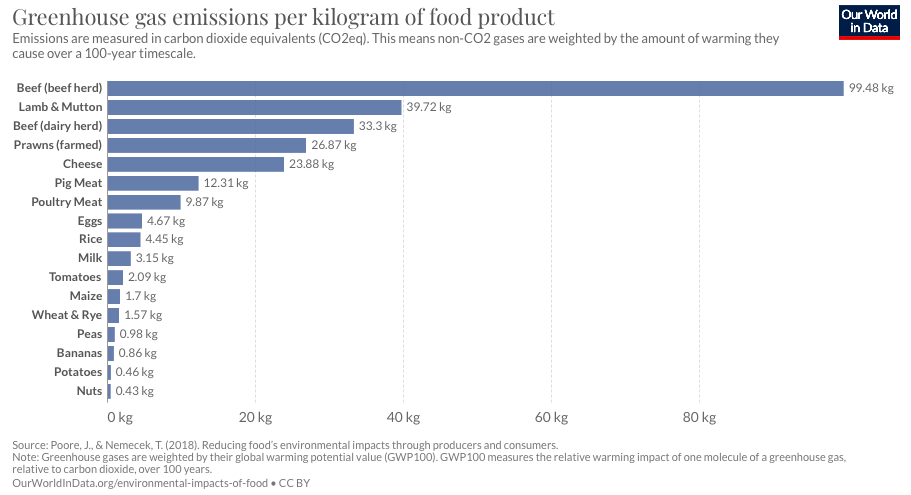 Greenhouse gas emissions per kilogram of food product
Our World
in Data
Emissions are measured in carbon dioxide equivalents (CO2eq). This means non-CO2 gases are weighted by the amount of warming they
cause over a 100-year timescale.
Beef (beef herd) 99.48 kg
Lamb & Mutton 39.72 kg
Beef (dairy herd) 33.3 kg
Prawns (farmed) 26.87 kg
Cheese 23.88 kg
Pig Meat 12.31 kg
Poultry Meat 9.87 kg
Eggs 4.67 kg
Rice 4.45 kg
Milk 3.15 kg
Tomatoes 2.09 kg
Maize 1.7 kg
Wheat & Rye 1.57 kg
Peas 0.98 kg
Bananas 0.86 kg
Potatoes 0.46 kg
Nuts 0.43 kg
0 kg 20 kg 40 kg 60 kg 80 kg
Source: Poore, J., & Nemecek, T. (2018). Reducing food's environmental impacts through producers and consumers.
Note: Greenhouse gases are weighted by their global warming potential value (GWP100). GWP100 measures the relative warming impact of one molecule of a greenhouse gas,
relative to carbon dioxide, over 100 years.
OurWorldInData.org/environmental-impacts-of-food • CC BY